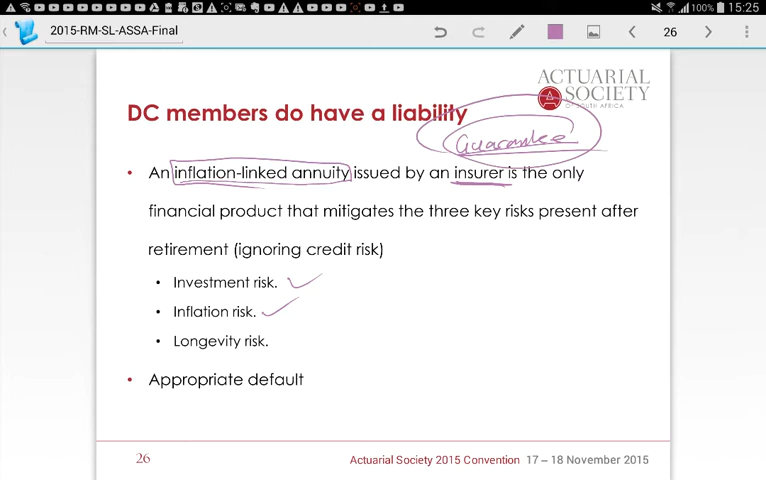 100% 15:25
2015-RM-SL-ASSA-Final
26
ACTUARIAL
SOCIETY
OF SOUTH AFRICA
DC members do have a liability
Guarantee
• An inflation-linked annuity issued by an insurer is the only
financial product that mitigates the three key risks present after
retirement (ignoring credit risk)
• Investment risk.
• Inflation risk.
• Longevity risk.
• Appropriate default
26
Actuarial Society 2015 Convention 17 – 18 November 2015